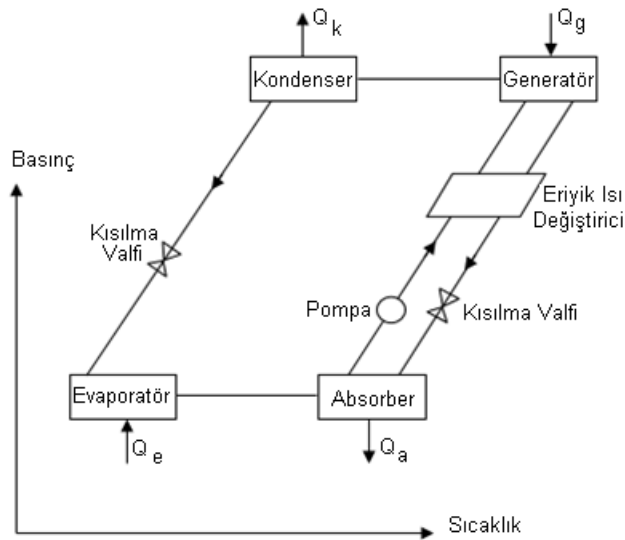 Q k
Q g
Kondenser
Generatör
Basınç
Eriyik Isı
Değiştirici
Kısılma
Valfi
Pompa
Kısılma Valfi
Evaporatör
Absorber
Q e
Q a
Sıcaklık